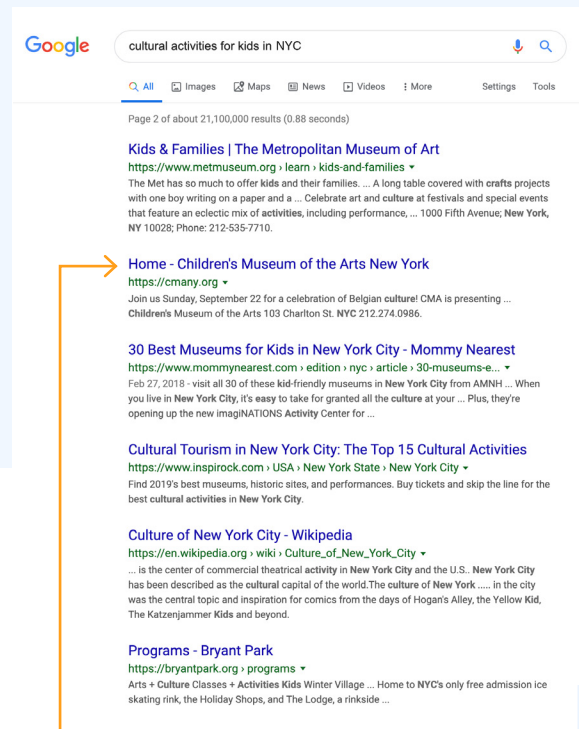 Google
cultural activities for kids in NYC
All Images Maps News Videos More Settings Tools
Page 2 of about 21,100,000 results (0.88 seconds)
Kids & Families | The Metropolitan Museum of Art
https://www.metmuseum.org › learn › kids-and-families
The Met has so much to offer kids and their families. ... A long table covered with crafts projects
with one boy writing on a paper and a ... Celebrate art and culture at festivals and special events
that feature an eclectic mix of activities, including performance, ... 1000 Fifth Avenue; New York,
NY 10028; Phone: 212-535-7710.
Home - Children's Museum of the Arts New York
https://cmany.org
Join us Sunday, September 22 for a celebration of Belgian culture! CMA is presenting ...
Children's Museum of the Arts 103 Charlton St. NYC 212.274.0986.
30 Best Museums for Kids in New York City - Mommy Nearest
https://www.mommynearest.com › edition › nyc › article › 30-museums-e...
Feb 27, 2018 - visit all 30 of these kid-friendly museums in New York City from AMNH ... When
you live in New York City, it's easy to take for granted all the culture at your ... Plus, they're
opening up the new imagiNATIONS Activity Center for ...
Cultural Tourism in New York City: The Top 15 Cultural Activities
https://www.inspirock.com › USA › New York State › New York City
Find 2019's best museums, historic sites, and performances. Buy tickets and skip the line for the
best cultural activities in New York City.
Culture of New York City - Wikipedia
https://en.wikipedia.org › wiki › Culture_of_New_York_City
... is the center of commercial theatrical activity in New York City and the U.S.. New York City
has been described as the cultural capital of the world.The culture of New York ..... in the city
was the central topic and inspiration for comics from the days of Hogan's Alley, the Yellow Kid,
The Katzenjammer Kids and beyond.
Programs - Bryant Park
https://bryantpark.org › programs
Arts + Culture Classes + Activities Kids Winter Village ... Home to NYC's only free admission ice
skating rink, the Holiday Shops, and The Lodge, a rinkside ...